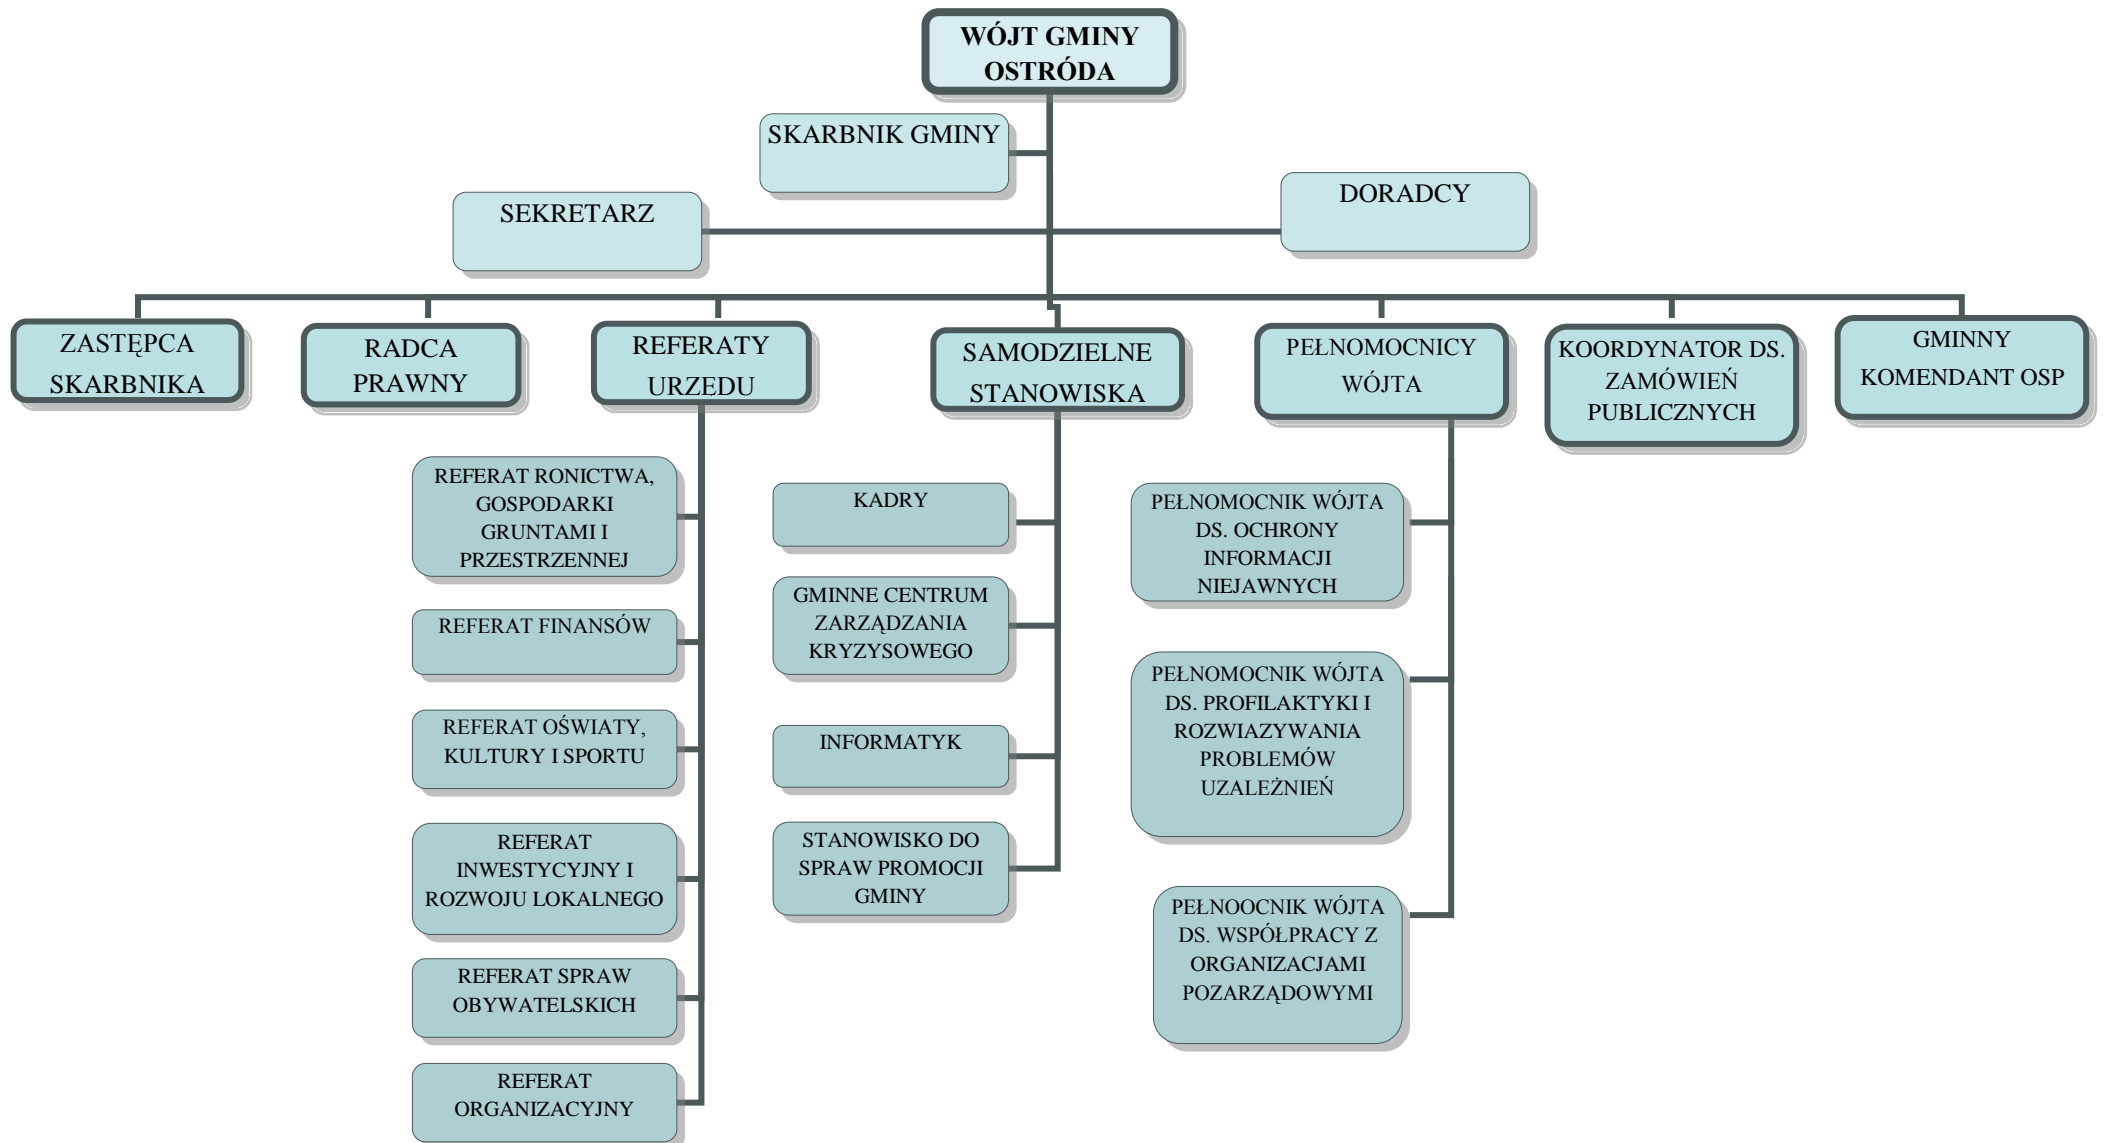 WÓJT GMINY
OSTRÓDA
SKARBNIK GMINY
SEKRETARZ
DORADCY
ZASTĘPCA
SKARBNIKA
RADCA
PRAWNY
REFERATY
URZEDU
SAMODZIELNE
STANOWISKA
PEŁNOMOCNICY
WÓJTA
KOORDYNATOR DS.
ZAMÓWIEŃ
PUBLICZNYCH
GMINNY
KOMENDANT OSP
REFERAT RONICTWA,
GOSPODARKI
GRUNTAMI I
PRZESTRZENNEJ
REFERAT FINANSÓW
REFERAT OŚWIATY,
KULTURY I SPORTU
REFERAT
INWESTYCYJNY I
ROZWOJU LOKALNEGO
REFERAT SPRAW
OBYWATELSKICH
REFERAT
ORGANIZACYJNY
KADRY
GMINNE CENTRUM
ZARZĄDZANIA
KRYZYSOWEGO
INFORMATYK
STANOWISKO DO
SPRAW PROMOCJI
GMINY
PEŁNOMOCNIK WÓJTA
DS. OCHRONY
INFORMACJI
NIEJAWNYCH
PEŁNOMOCNIK WÓJTA
DS. PROFILAKTYKI I
ROZWIAZYWANIA
PROBLEMÓW
UZALEŻNIEŃ
PEŁNOOCNIK WÓJTA
DS. WSPÓŁPRACY Z
ORGANIZACJAMI
POZARZĄDOWYMI